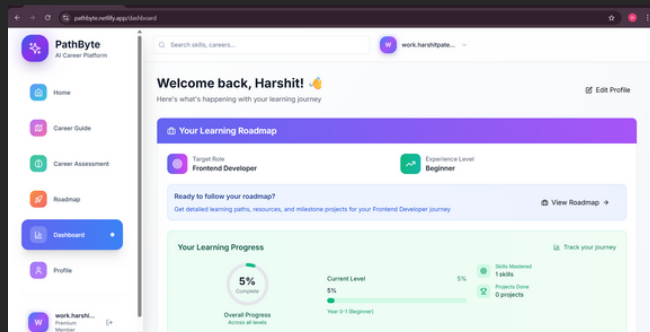 pathbyte.netlify.app/dashboard
PathByte
AI Career Platform
Search skills, careers...
W
work.harshitpate...
Home
Career Guide
Career Assessment
Roadmap
Dashboard
Profile
W
work.harshi...
Premium
Member
Welcome back, Harshit! 👋
Here's what's happening with your learning journey
Edit Profile
Your Learning Roadmap
Target Role
Frontend Developer
Experience Level
Beginner
Ready to follow your roadmap?
Get detailed learning paths, resources, and milestone projects for your Frontend Developer journey
View Roadmap →
Your Learning Progress
Track your journey
5%
Complete
Overall Progress
Across all levels
Current Level
5%
5%
Year 0-1 (Beginner)
Skills Mastered
1 skills
Projects Done
0 projects